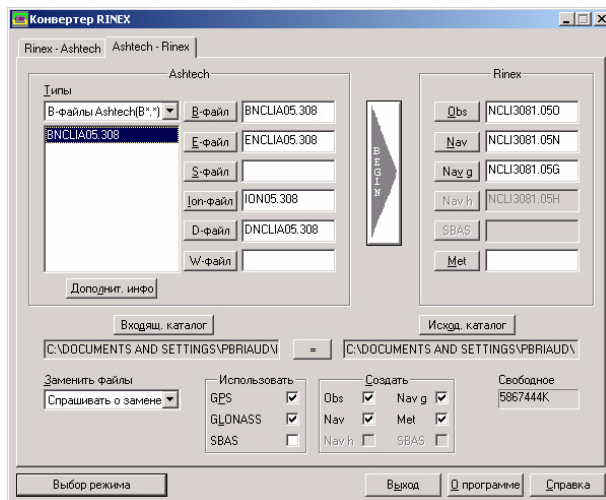 Конвертер RINEX
Rinex - Ashtech Ashtech - Rinex
Ashtech Rinex
Типы
В-файлы Ashtech(B*.*) B-файл BNCLIA05.308 Obs NCLI3081.05O
BNCLIA05.308
E-файл ENCLIA05.308 Nav NCLI3081.05N
S-файл Nav g NCLI3081.05G
Ion-файл ION05.308 Nav h NCLI3081.05H
D-файл DNCLIA05.308 SBAS
W-файл Met
BEGIN
Дополнит. инфо
Входящ. каталог Исход. каталог
C:\DOCUMENTS AND SETTINGS\PBRIAUD\ = C:\DOCUMENTS AND SETTINGS\PBRIAUD\
Заменить файлы Использовать Создать Свободное
Спрашивать о замене GPS Obs Nav g 5867444K
GLONASS Nav Met
SBAS Nav h SBAS
Выбор режима Выход О программе Справка